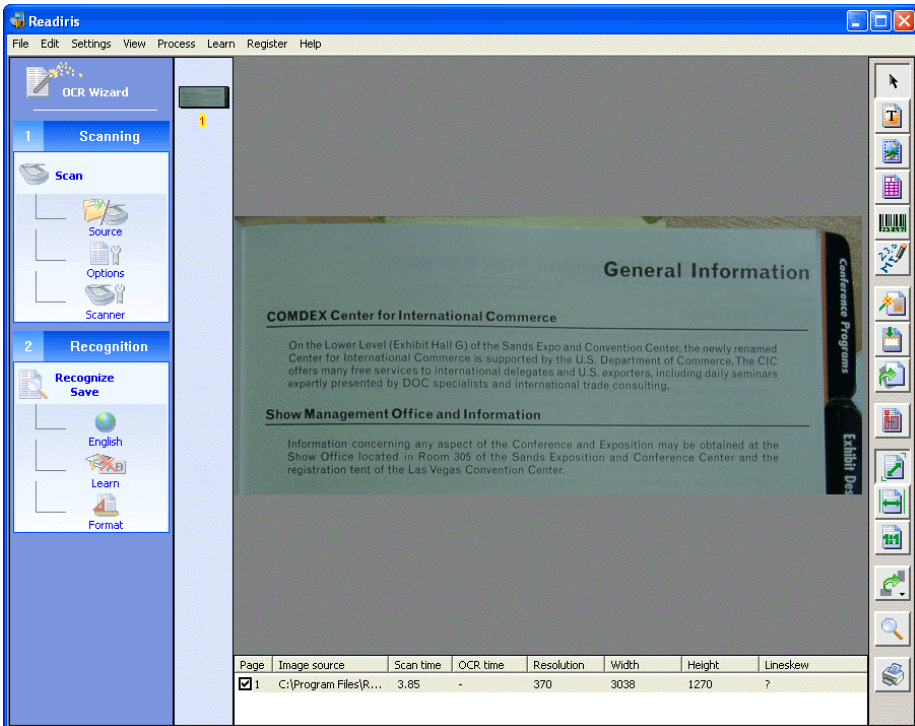 Readiris
File Edit Settings View Process Learn Register Help
OCR Wizard
1 Scanning
Scan
Source
Options
Scanner
2 Recognition
Recognize
Save
English
Learn
Format
1
General Information
COMDEX Center for International Commerce
On the Lower Level (Exhibit Hall G) of the Sands Expo and Convention Center, the newly renamed
Center for International Commerce is supported by the U.S. Department of Commerce. The CIC
offers many free services to international delegates and U.S. exporters, including daily seminars
expertly presented by DOC specialists and international trade consulting.
Show Management Office and Information
Information concerning any aspect of the Conference and Exposition may be obtained at the
Show Office located in Room 305 of the Sands Exposition and Conference Center and the
registration tent of the Las Vegas Convention Center.
Conference Programs
Exhibit Des
T
1:1
Page Image source Scan time OCR time Resolution Width Height Lineskew
1 C:\Program Files\R... 3.85 - 370 3038 1270 ?